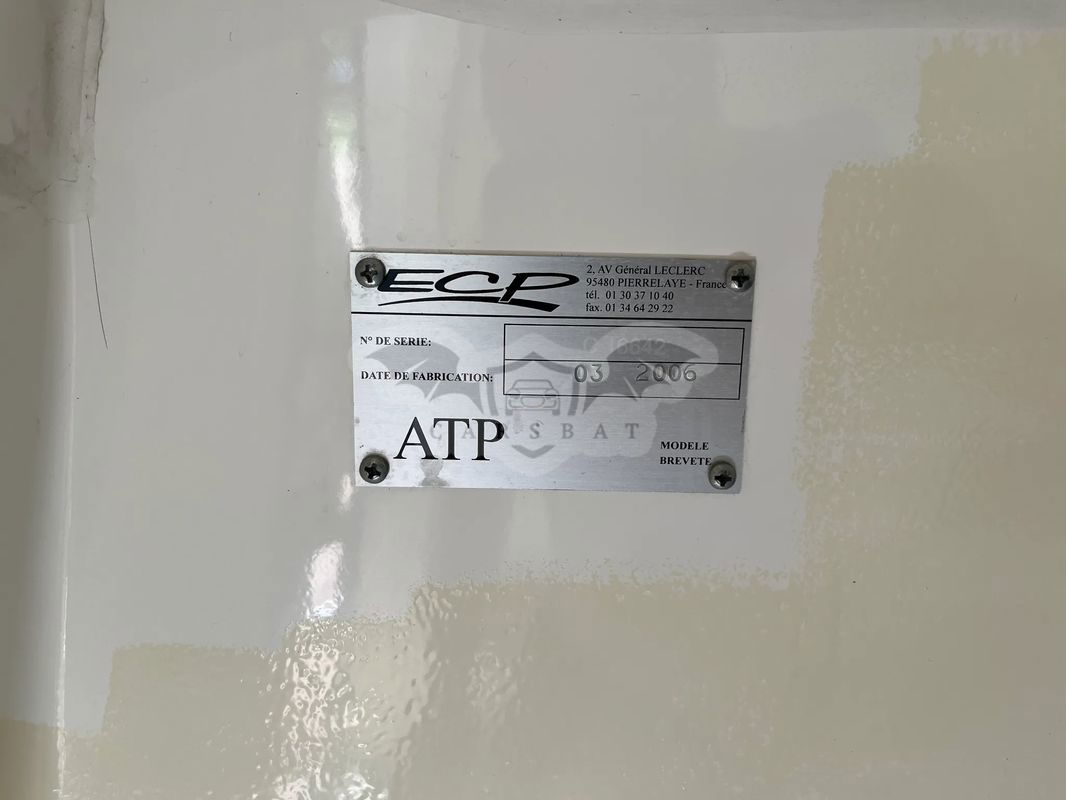 ECP
2, AV Général LECLERC
95480 PIERRELAYE - France
tél. 01 30 37 10 40
fax. 01 34 64 29 22
N° DE SERIE:
DATE DE FABRICATION: 03 2006
CARSBAT
ATP
MODELE
BREVETE